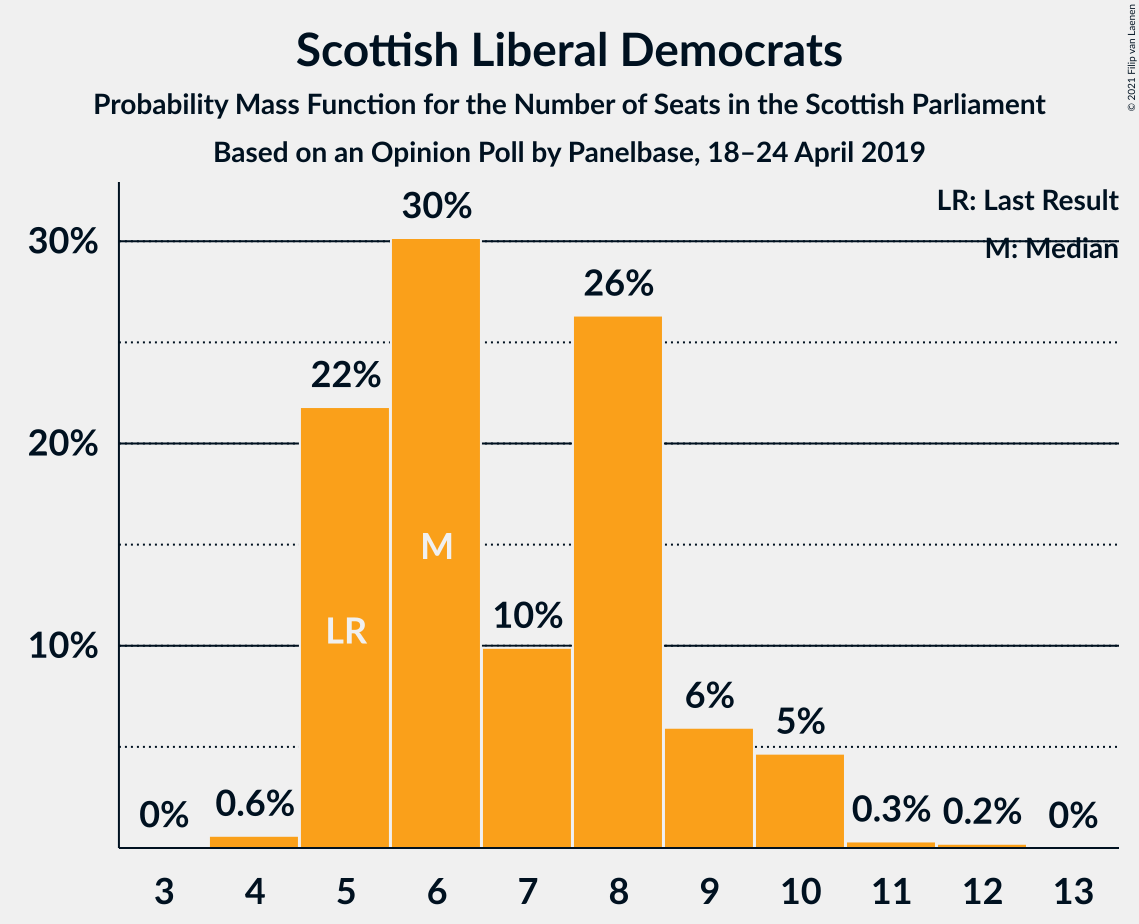 Scottish Liberal Democrats
Probability Mass Function for the Number of Seats in the Scottish Parliament
Based on an Opinion Poll by Panelbase, 18–24 April 2019
© 2021 Filip van Laenen
LR: Last Result
M: Median
30%
20%
10%
0%
0.6%
22%
30%
10%
26%
6%
5%
0.3%
0.2%
0%
LR
M
3 4 5 6 7 8 9 10 11 12 13